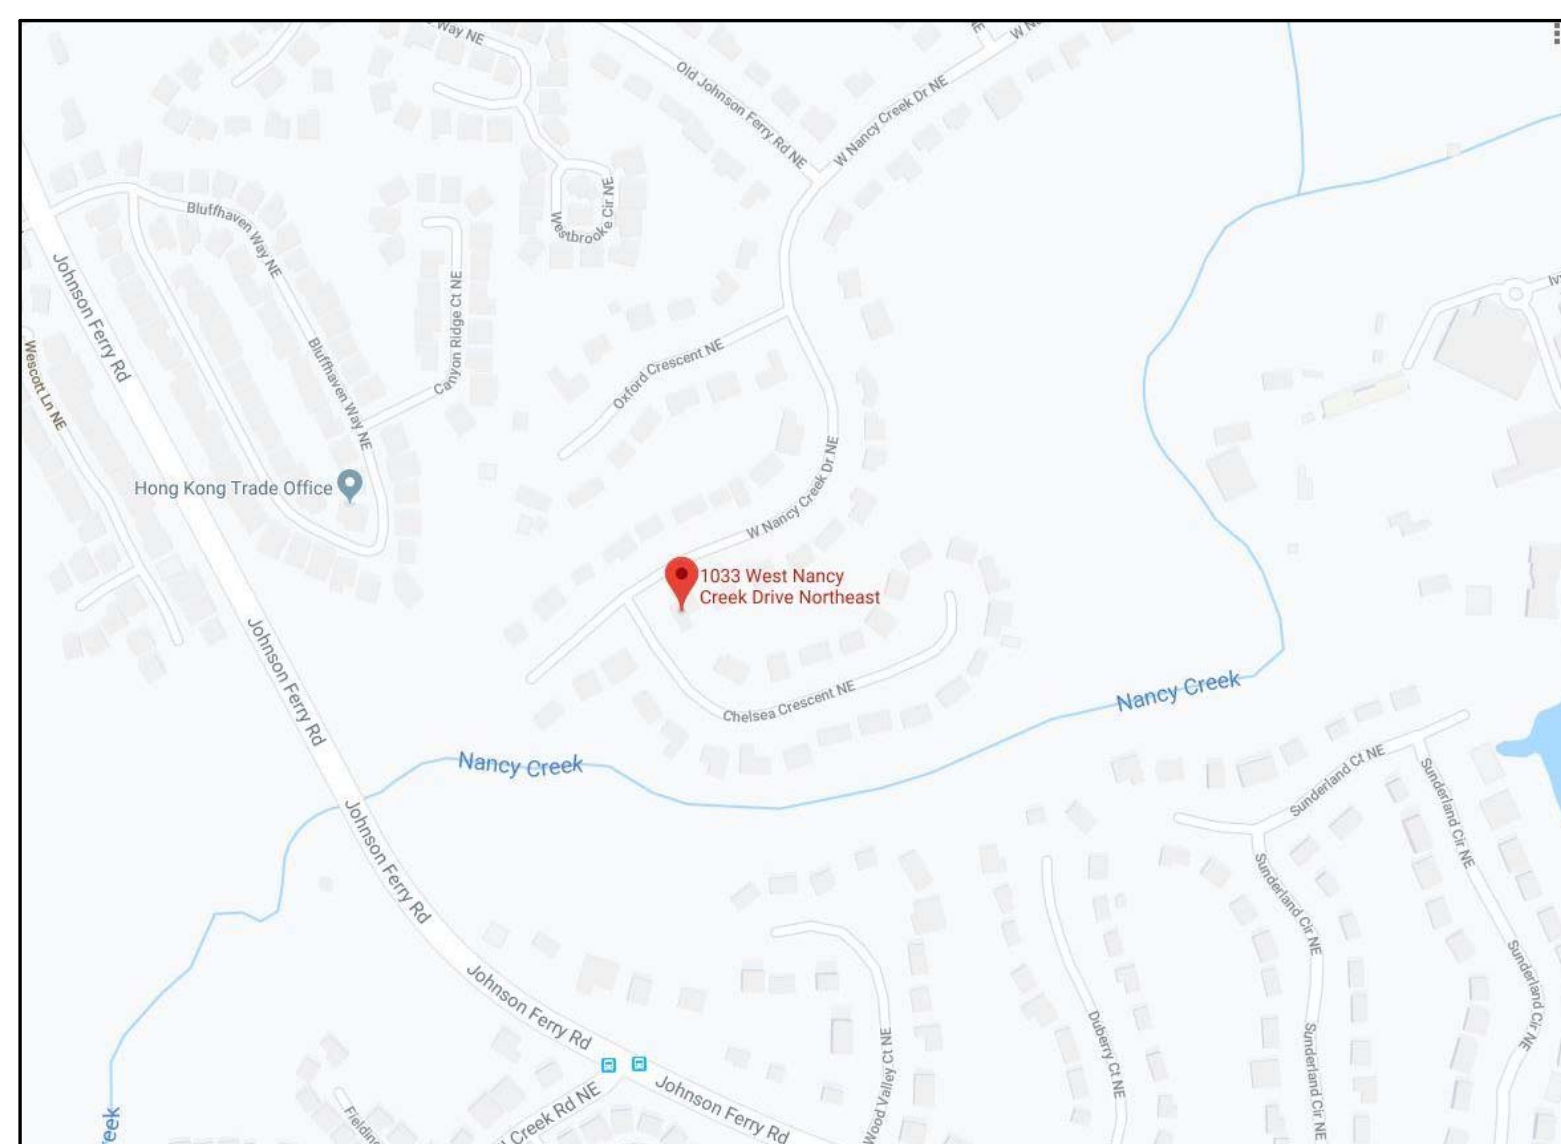 Way NE
W N
Old Johnson Ferry Rd NE
W Nancy Creek Dr NE
Bluffhaven Way NE
Westbrooke Cir NE
Johnson Ferry Rd
Canyon Ridge Ct NE
Wescott Ln NE
Bluffhaven Way NE
Oxford Crescent NE
W Nancy Creek Dr NE
Hong Kong Trade Office
1033 West Nancy
Creek Drive Northeast
Johnson Ferry Rd
Chelsea Crescent NE
Nancy Creek
Nancy Creek
Sunderland Ct NE
Sunderland Cir NE
Johnson Ferry Rd
Sunderland Cir NE
Sunderland Cir NE
Johnson Ferry Rd
Duberry Ct NE
Wood Valley Ct NE
Sunderland Cir NE
Johnson Ferry Rd
Creek Rd NE
Fielding
eek